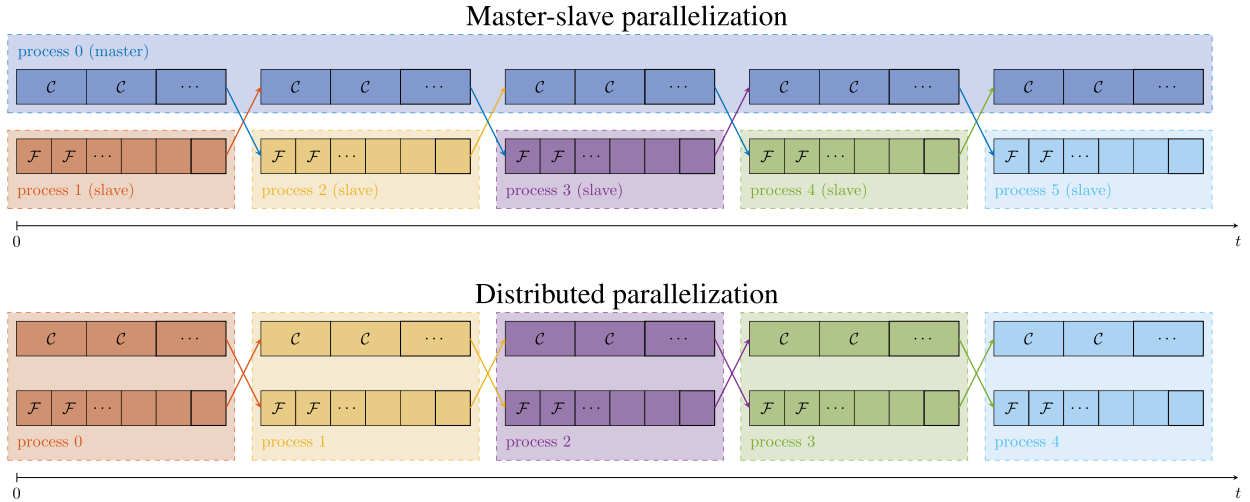 Master-slave parallelization
process 0 (master)
C C ··· C C ··· C C ··· C C ··· C C ···
F F ··· F F ··· F F ··· F F ··· F F ···
process 1 (slave) process 2 (slave) process 3 (slave) process 4 (slave) process 5 (slave)
0 t
Distributed parallelization
C C ··· C C ··· C C ··· C C ··· C C ···
F F ··· F F ··· F F ··· F F ··· F F ···
process 0 process 1 process 2 process 3 process 4
0 t